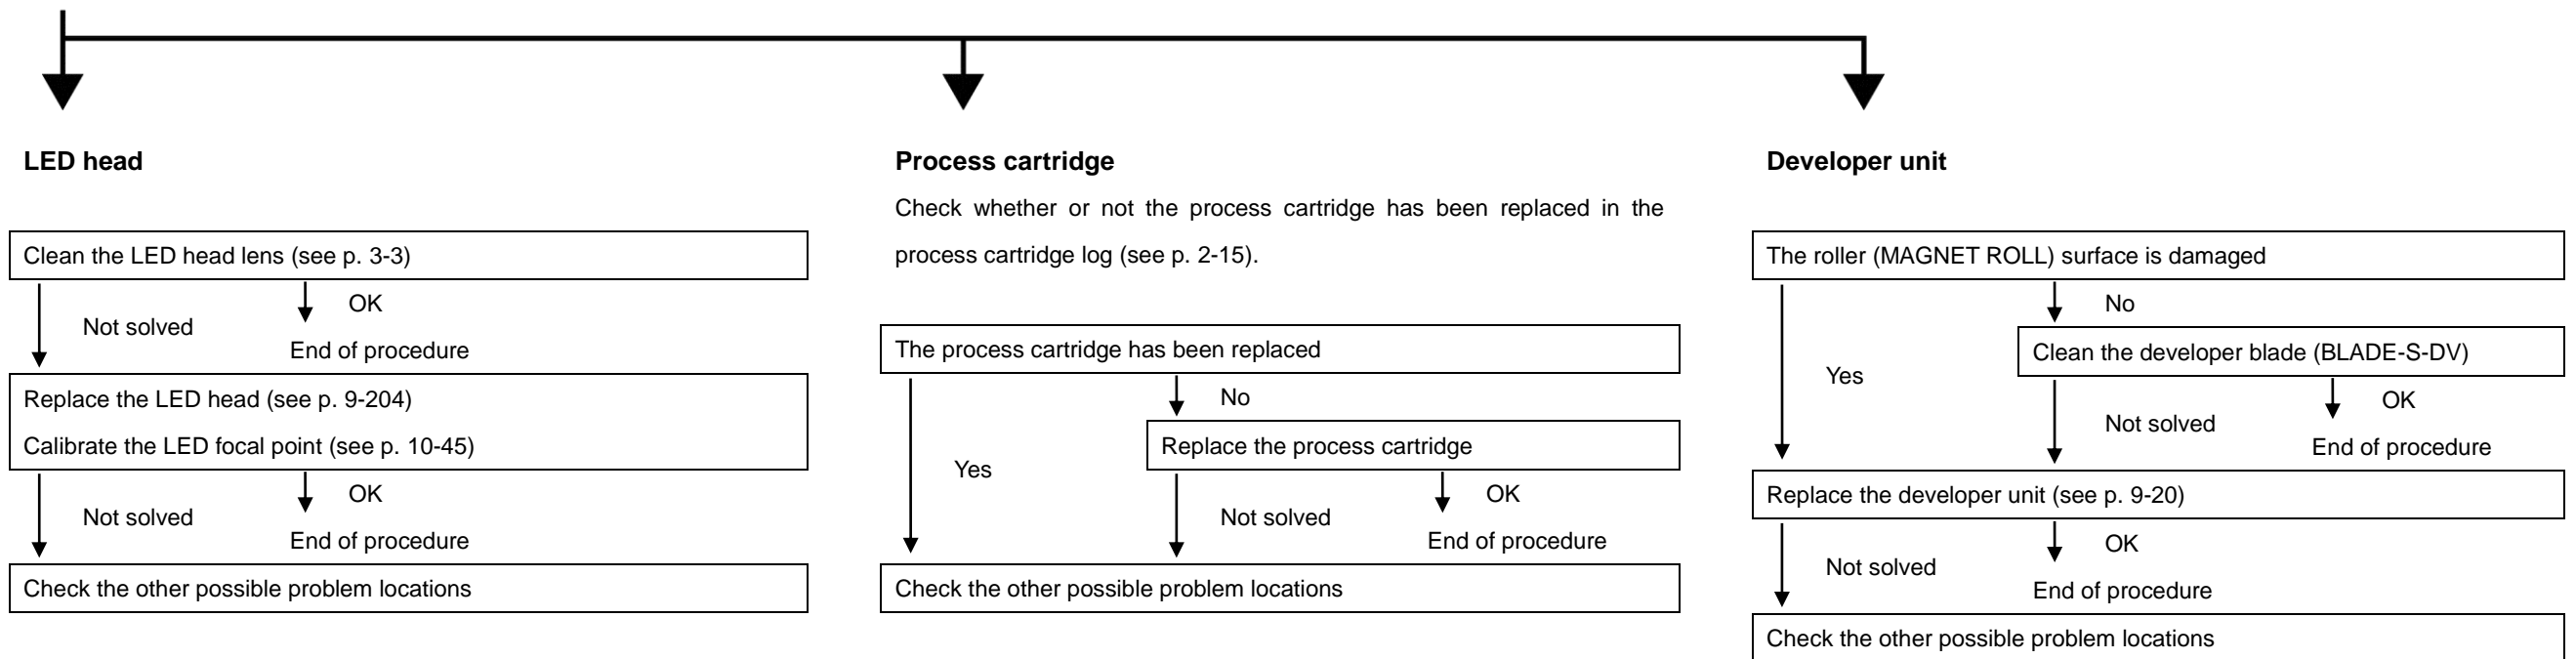 LED head
Clean the LED head lens (see p. 3-3)
OK
Not solved
End of procedure
Replace the LED head (see p. 9-204)
Calibrate the LED focal point (see p. 10-45)
OK
Not solved
End of procedure
Check the other possible problem locations
Process cartridge
Check whether or not the process cartridge has been replaced in the
process cartridge log (see p. 2-15).
The process cartridge has been replaced
No
Replace the process cartridge
Yes
OK
Not solved
End of procedure
Check the other possible problem locations
Developer unit
The roller (MAGNET ROLL) surface is damaged
No
Clean the developer blade (BLADE-S-DV)
Yes
OK
Not solved
End of procedure
Replace the developer unit (see p. 9-20)
OK
Not solved
End of procedure
Check the other possible problem locations